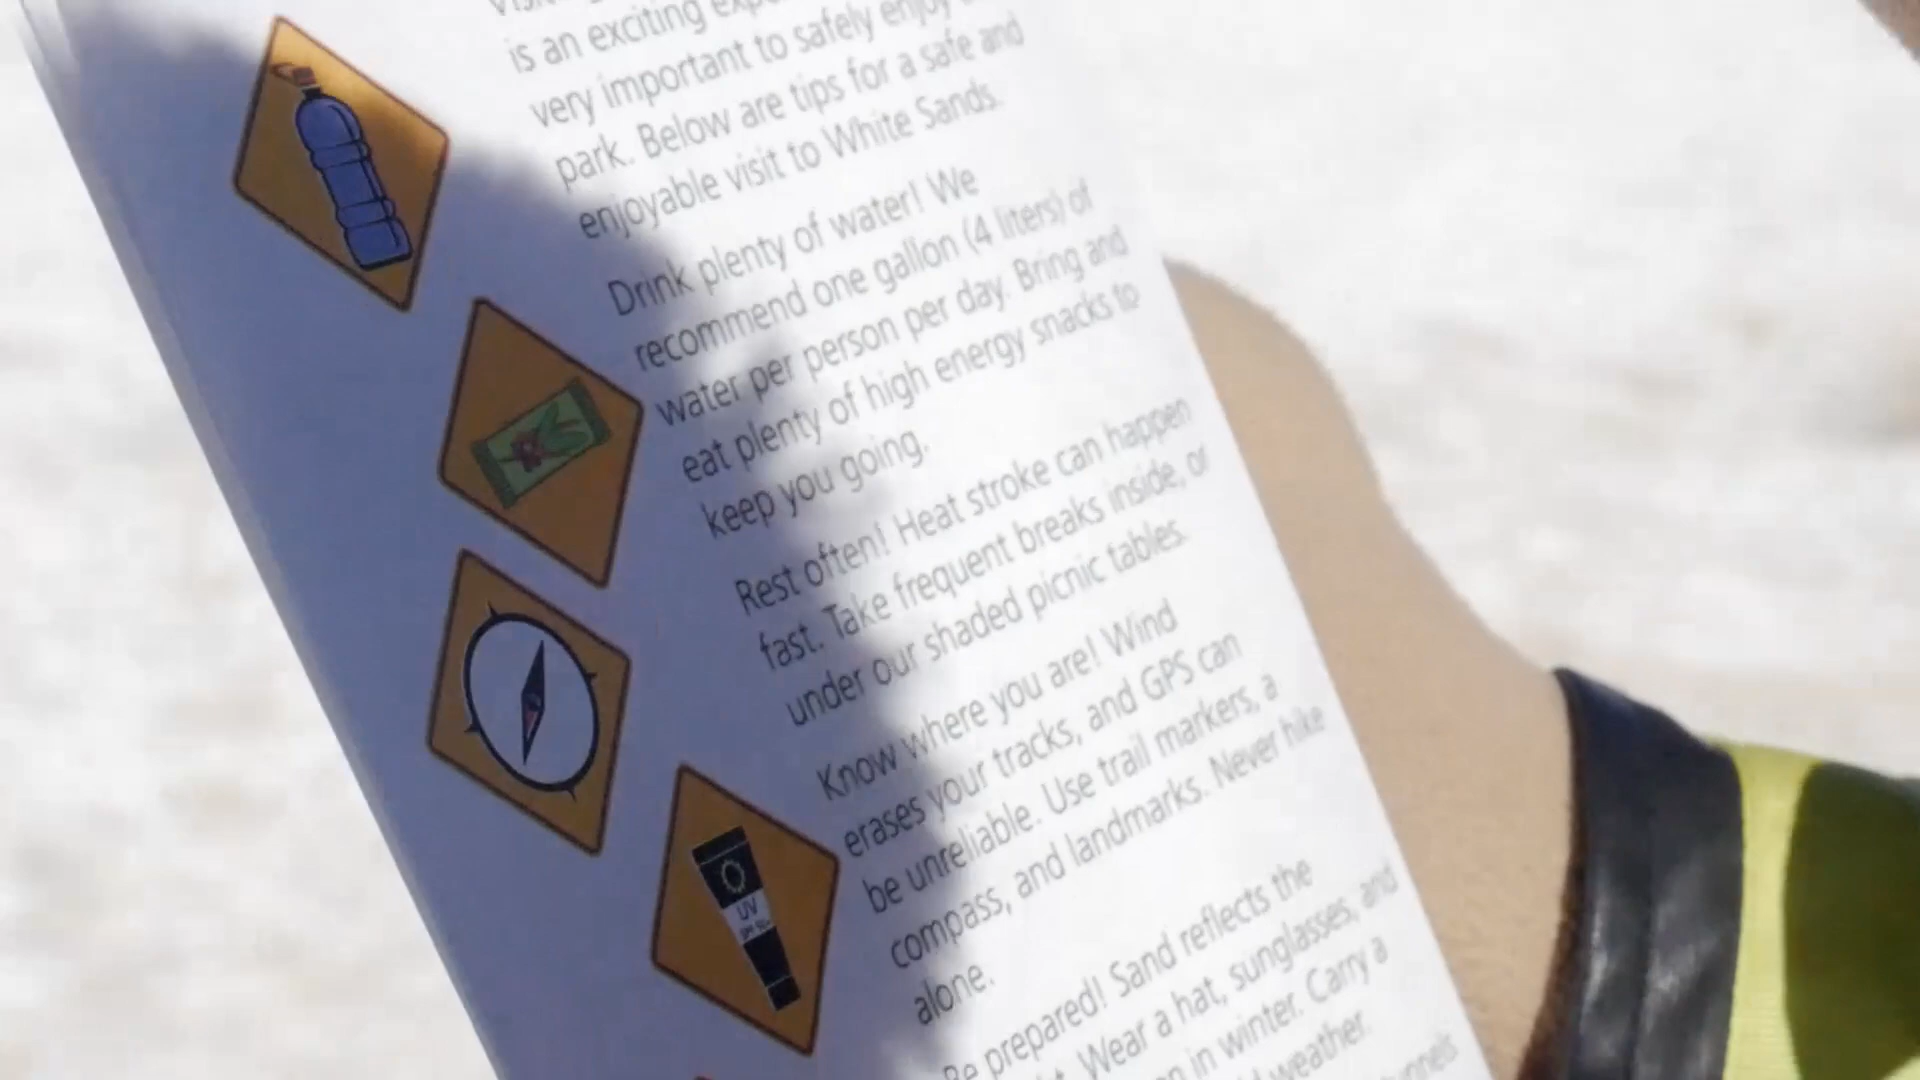 is an exciting
very important to safely enjoy
park. Below are tips for a safe and
enjoyable visit to White Sands.
Drink plenty of water! We
recommend one gallon (4 liters) of
water per person per day. Bring and
eat plenty of high energy snacks to
keep you going.
Rest often! Heat stroke can happen
fast. Take frequent breaks inside, or
under our shaded picnic tables.
Know where you are! Wind
erases your tracks, and GPS can
be unreliable. Use trail markers, a
compass, and landmarks. Never hike
alone.
UV
Be prepared! Sand reflects the
Wear a hat, sunglasses, and
in winter. Carry a
weather.